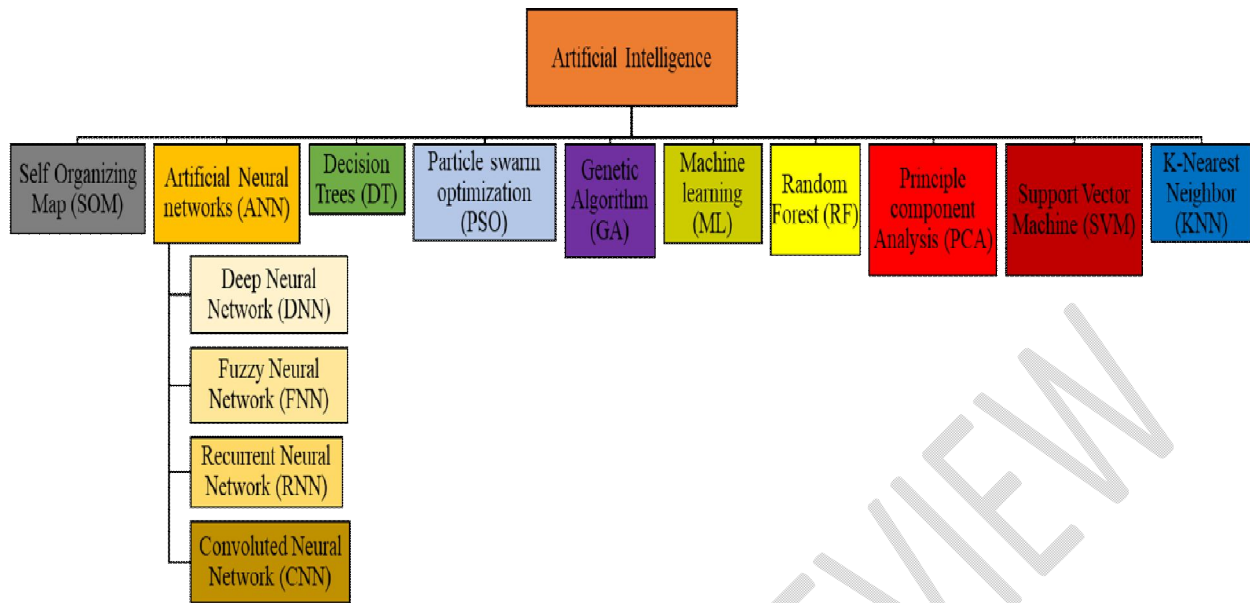 Artificial Intelligence
Self Organizing
Map (SOM)
Artificial Neural
networks (ANN)
Decision
Trees (DT)
Particle swarm
optimization
(PSO)
Genetic
Algorithm
(GA)
Machine
learning
(ML)
Random
Forest (RF)
Principle
component
Analysis (PCA)
Support Vector
Machine (SVM)
K-Nearest
Neighbor
(KNN)
Deep Neural
Network (DNN)
Fuzzy Neural
Network (FNN)
Recurrent Neural
Network (RNN)
Convoluted Neural
Network (CNN)
VIEW